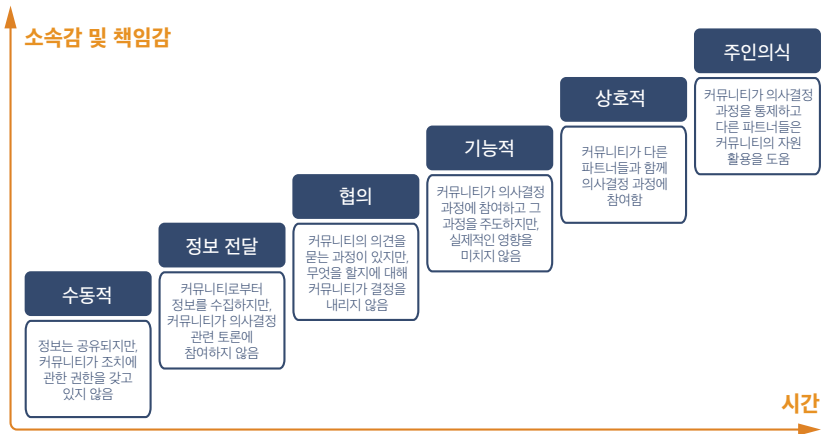 소속감 및 책임감
수동적
정보는 공유되지만,
커뮤니티가 조치에
관한 권한을 갖고
있지 않음
정보 전달
커뮤니티로부터
정보를 수집하지만,
커뮤니티가 의사결정
관련 토론에
참여하지 않음
협의
커뮤니티의 의견을
묻는 과정이 있지만,
무엇을 할지에 대해
커뮤니티가 결정을
내리지 않음
기능적
커뮤니티가 의사결정
과정에 참여하고 그
과정을 주도하지만,
실제적인 영향을
미치지 않음
상호적
커뮤니티가 다른
파트너들과 함께
의사결정 과정에
참여함
주인의식
커뮤니티가 의사결정
과정을 통제하고
다른 파트너들은
커뮤니티의 자원
활용을 도움
시간